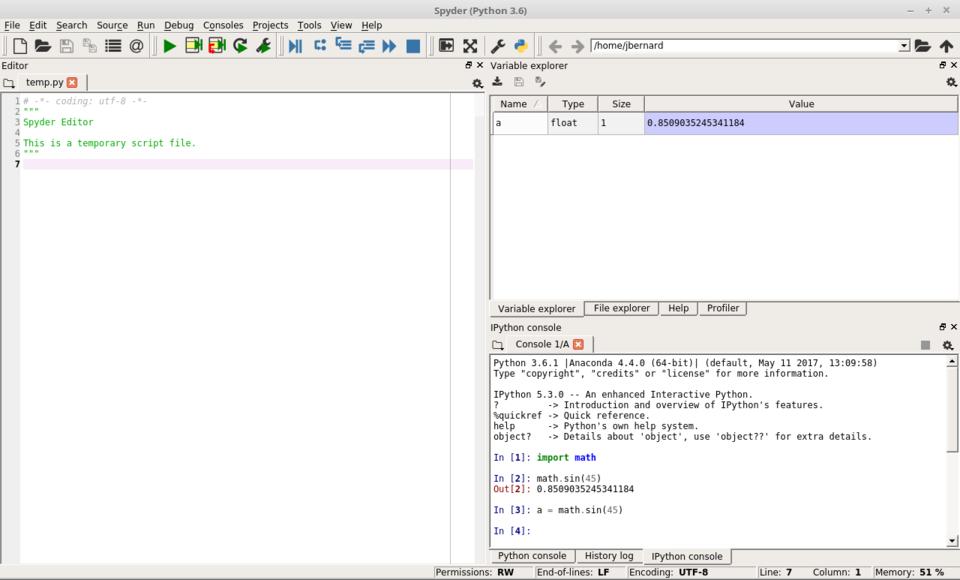 Spyder (Python 3.6)
File Edit Search Source Run Debug Consoles Projects Tools View Help
@ /home/jbernard
Editor
temp.py
1 # -*- coding: utf-8 -*-
2 """
3 Spyder Editor
4
5 This is a temporary script file.
6 """
7
Variable explorer
Name Type Size Value
a float 1 0.8509035245341184
Variable explorer File explorer Help Profiler
IPython console
Console 1/A
Python 3.6.1 |Anaconda 4.4.0 (64-bit)| (default, May 11 2017, 13:09:58)
Type "copyright", "credits" or "license" for more information.
IPython 5.3.0 -- An enhanced Interactive Python.
? -> Introduction and overview of IPython's features.
%quickref -> Quick reference.
help -> Python's own help system.
object? -> Details about 'object', use 'object??' for extra details.
In [1]: import math
In [2]: math.sin(45)
Out[2]: 0.8509035245341184
In [3]: a = math.sin(45)
In [4]:
Python console History log IPython console
Permissions: RW End-of-lines: LF Encoding: UTF-8 Line: 7 Column: 1 Memory: 51 %